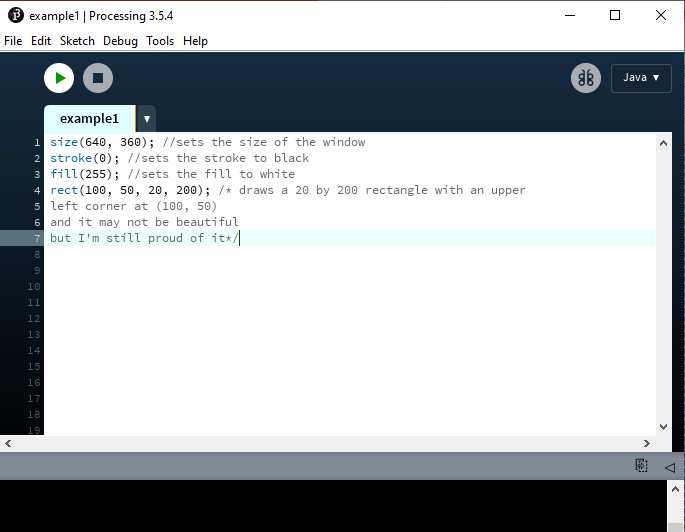 example1 | Processing 3.5.4
File Edit Sketch Debug Tools Help
Java ▼
example1 ▼
1 size(640, 360); //sets the size of the window
2 stroke(0); //sets the stroke to black
3 fill(255); //sets the fill to white
4 rect(100, 50, 20, 200); /* draws a 20 by 200 rectangle with an upper
5 left corner at (100, 50)
6 and it may not be beautiful
7 but I'm still proud of it*/
8
9
10
11
12
13
14
15
16
17
18
19